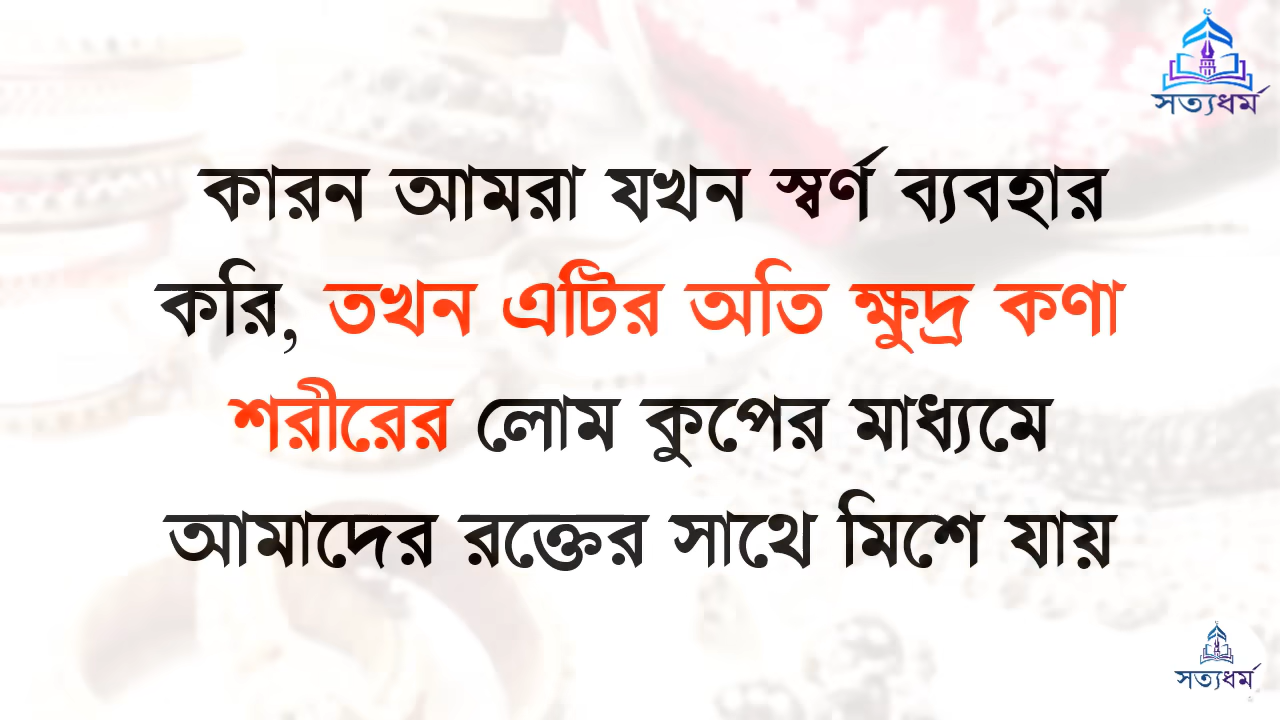 সত্যধর্ম
কারন আমরা যখন স্বর্ণ ব্যবহার
করি, তখন এটির অতি ক্ষুদ্র কণা
শরীরের লোম কুপের মাধ্যমে
আমাদের রক্তের সাথে মিশে যায়
সত্যধর্ম